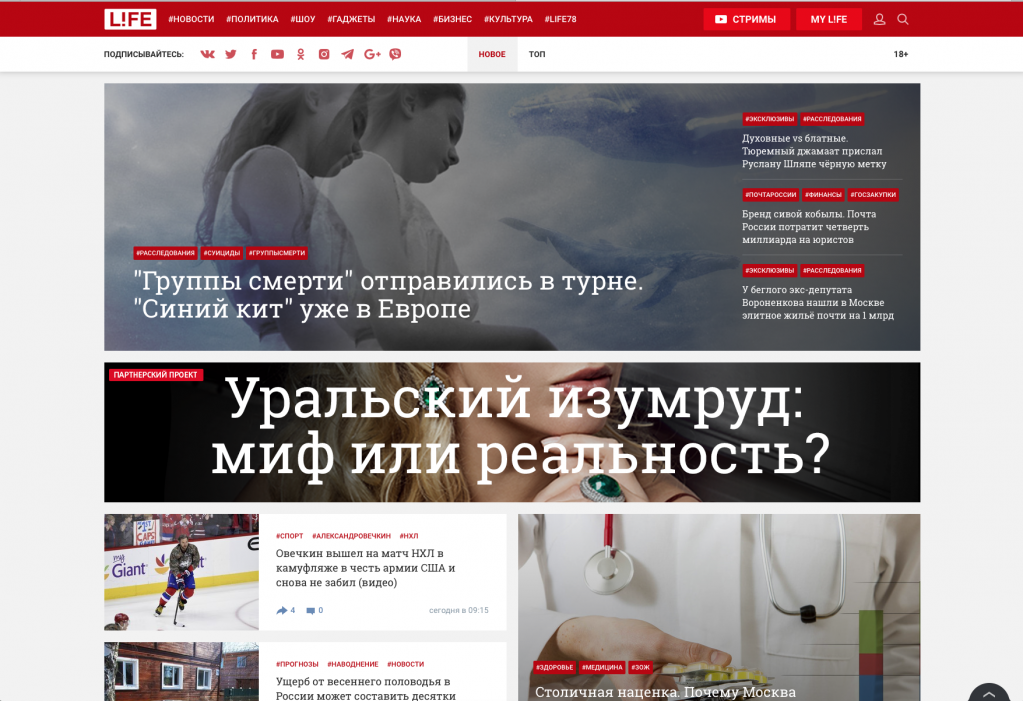 L!FE
#НОВОСТИ #ПОЛИТИКА #ШОУ #ГАДЖЕТЫ #НАУКА #БИЗНЕС #КУЛЬТУРА #LIFE78
СТРИМЫ
MY L!FE
ПОДПИСЫВАЙТЕСЬ:
G+
НОВОЕ
ТОП
18+
#РАССЛЕДОВАНИЯ #СУИЦИДЫ #ГРУППЫСМЕРТИ
"Группы смерти" отправились в турне.
"Синий кит" уже в Европе
#ЭКСКЛЮЗИВЫ #РАССЛЕДОВАНИЯ
Духовные vs блатные.
Тюремный джамаат прислал
Руслану Шляпе чёрную метку
#ПОЧТАРОССИИ #ФИНАНСЫ #ГОСЗАКУПКИ
Бренд сивой кобылы. Почта
России потратит четверть
миллиарда на юристов
#ЭКСКЛЮЗИВЫ #РАССЛЕДОВАНИЯ
У беглого экс-депутата
Вороненкова нашли в Москве
элитное жильё почти на 1 млрд
ПАРТНЕРСКИЙ ПРОЕКТ
Уральский изумруд:
миф или реальность?
my
Giant
CAPS
#СПОРТ #АЛЕКСАНДРОВЕЧКИН #НХЛ
Овечкин вышел на матч НХЛ в
камуфляже в честь армии США и
снова не забил (видео)
4 0 сегодня в 09:15
#ПРОГНОЗЫ #НАВОДНЕНИЕ #НОВОСТИ
Ущерб от весеннего половодья в
России может составить десятки
#ЗДОРОВЬЕ #МЕДИЦИНА #ЗОЖ
Столичная наценка. Почему Москва